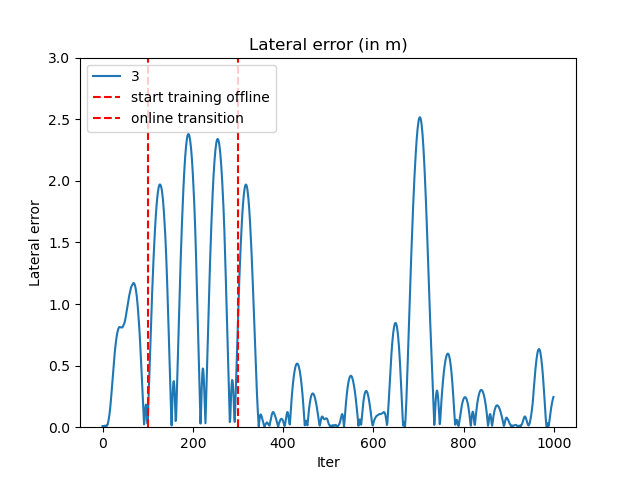 Lateral error (in m)
3
start training offline
online transition
Lateral error
3.0
2.5
2.0
1.5
1.0
0.5
0.0
0 200 400 600 800 1000
Iter